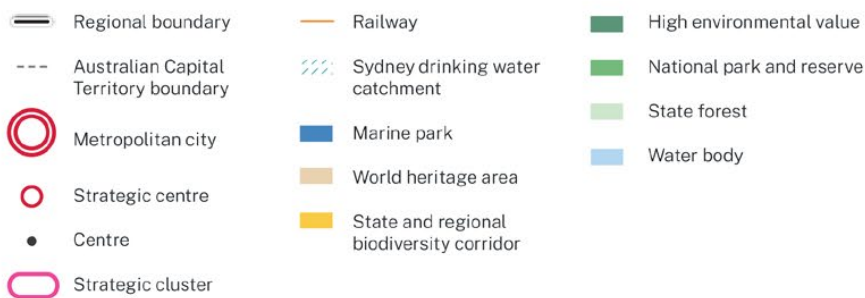 Regional boundary
Australian Capital
Territory boundary
Metropolitan city
Strategic centre
Centre
Strategic cluster
Railway
Sydney drinking water
catchment
Marine park
World heritage area
State and regional
biodiversity corridor
High environmental value
National park and reserve
State forest
Water body